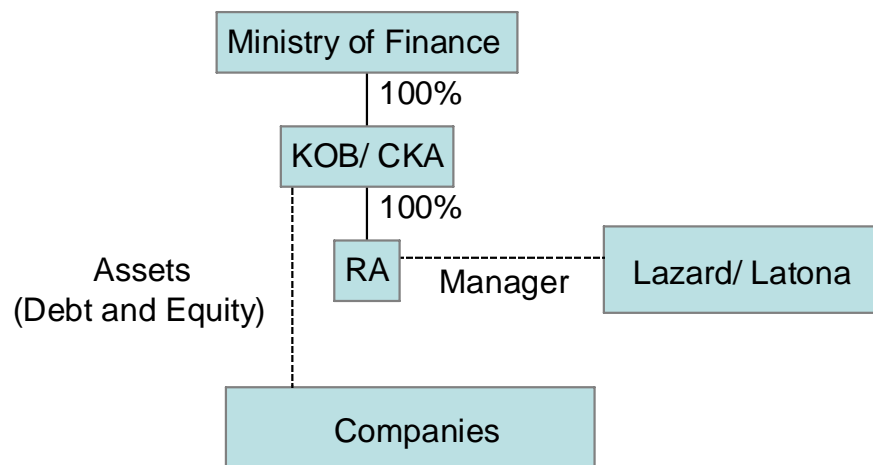 Ministry of Finance
100%
KOB/ CKA
100%
Assets
(Debt and Equity)
RA
Manager
Lazard/ Latona
Companies